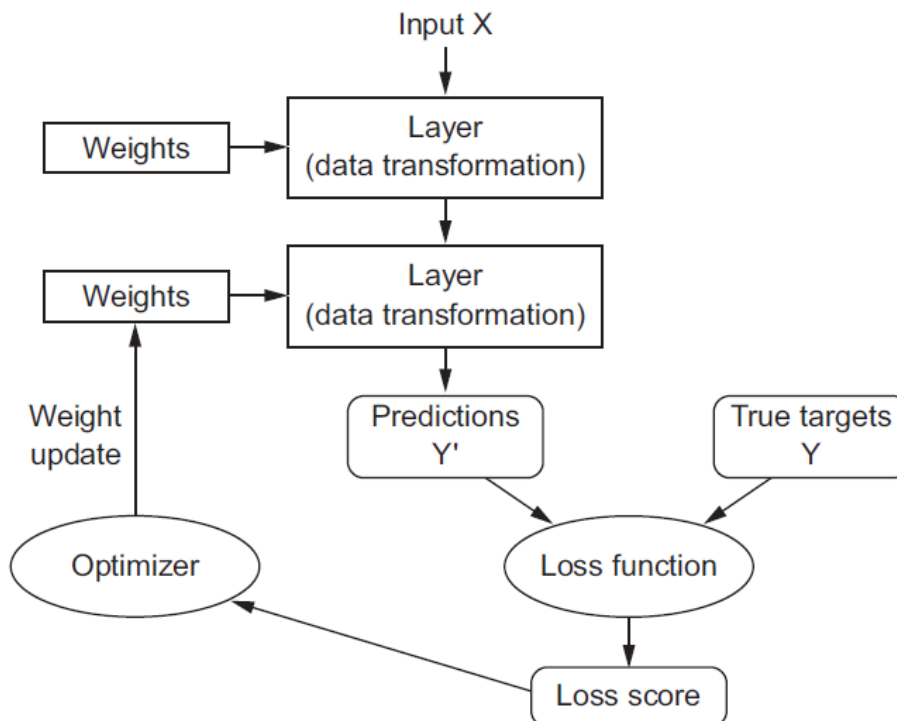 Input X
Weights
Layer
(data transformation)
Weights
Layer
(data transformation)
Weight
update
Predictions
Y'
True targets
Y
Optimizer
Loss function
Loss score